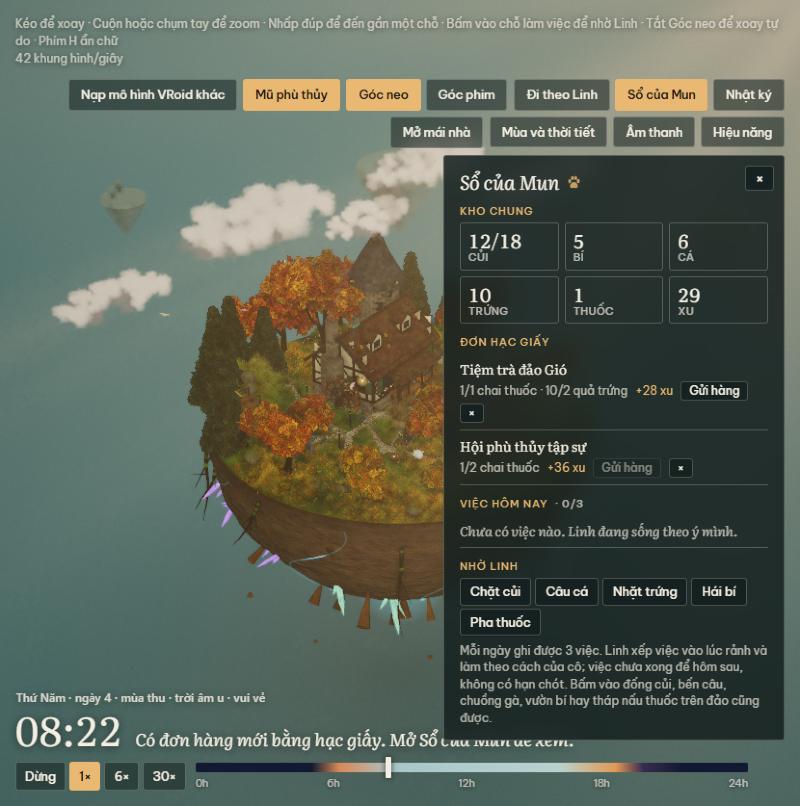 Kéo để xoay · Cuộn hoặc chụm tay để zoom · Nhấp đúp để đến gần một chỗ · Bấm vào chỗ làm việc để nhờ Linh · Tắt Góc neo để xoay tự
do · Phím H ẩn chữ
42 khung hình/giây
Nạp mô hình VRoid khác
Mũ phù thủy
Góc neo
Góc phim
Đi theo Linh
Sổ của Mun
Nhật ký
Mở mái nhà
Mùa và thời tiết
Âm thanh
Hiệu năng
Sổ của Mun
×
KHO CHUNG
12/18
CỦI
5
BÍ
6
CÁ
10
TRỨNG
1
THUỐC
29
XU
ĐƠN HẠC GIẤY
Tiệm trà đảo Gió
1/1 chai thuốc · 10/2 quả trứng +28 xu Gửi hàng
×
Hội phù thủy tập sự
1/2 chai thuốc +36 xu Gửi hàng ×
VIỆC HÔM NAY · 0/3
Chưa có việc nào. Linh đang sống theo ý mình.
NHỜ LINH
Chặt củi
Câu cá
Nhặt trứng
Hái bí
Pha thuốc
Mỗi ngày ghi được 3 việc. Linh xếp việc vào lúc rảnh và
làm theo cách của cô; việc chưa xong để hôm sau,
không có hạn chót. Bấm vào đống củi, bến câu,
chuồng gà, vườn bí hay tháp nấu thuốc trên đảo cũng
được.
Thứ Năm · ngày 4 · mùa thu · trời âm u · vui vẻ
08:22 Có đơn hàng mới bằng hạc giấy. Mở Sổ của Mun để xem.
Dừng
1×
6×
30×
0h
6h
12h
18h
24h